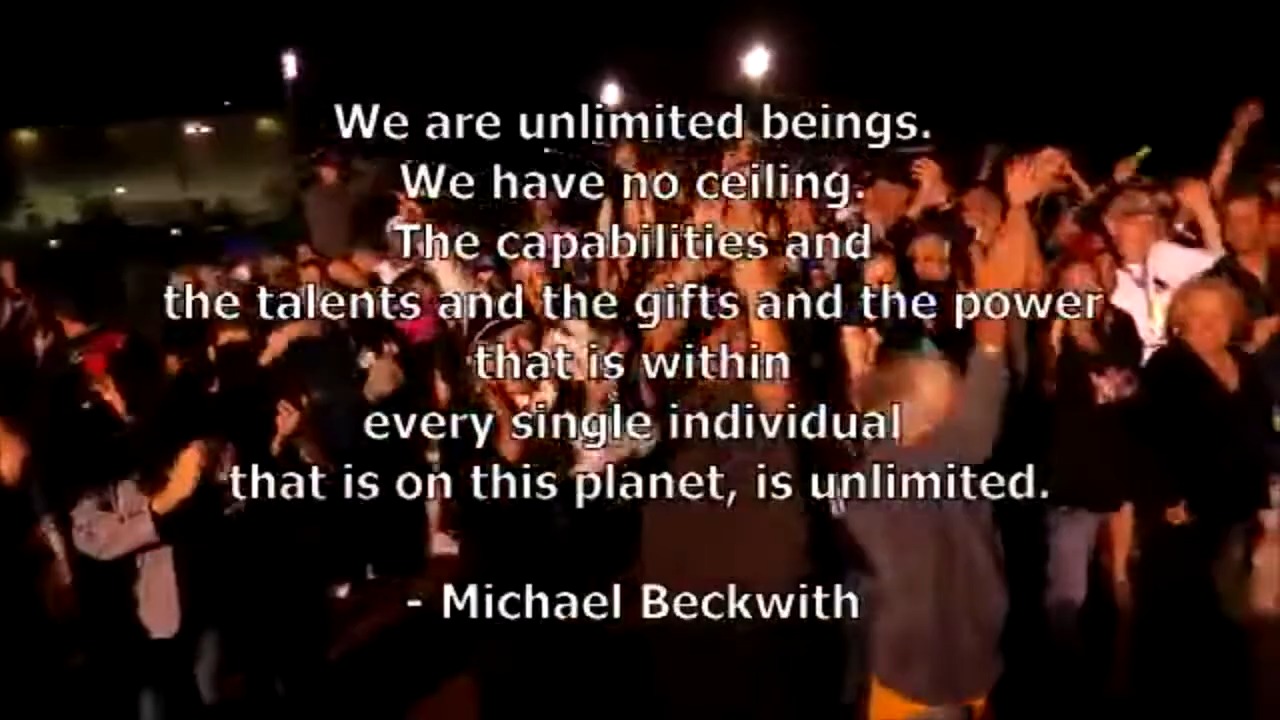 We are unlimited beings.
We have no ceiling.
The capabilities and
the talents and the gifts and the power
that is within
every single individual
that is on this planet, is unlimited.
- Michael Beckwith